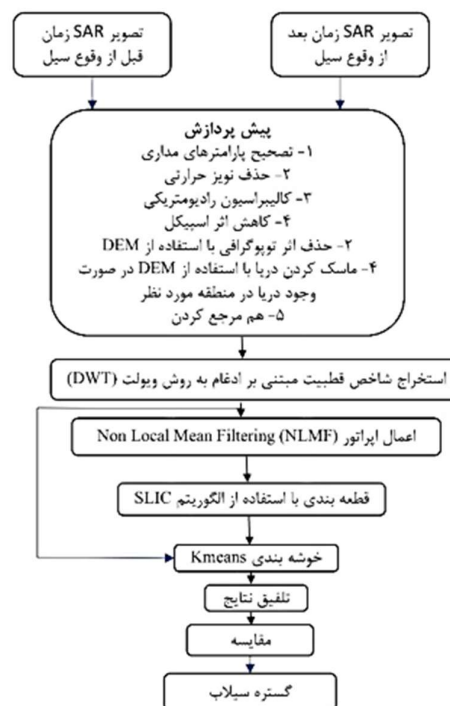 تصویر SAR زمان
قبل از وقوع سیل
تصویر SAR زمان بعد
از وقوع سیل
پیش پردازش
۱- تصحیح پارامترهای مداری
۲- حذف نویز حرارتی
۳- کالیبراسیون رادیومتریکی
۴- کاهش اثر اسپیکل
۲- حذف اثر توپوگرافی با استفاده از DEM
۴- ماسک کردن دریا با استفاده از DEM در صورت
وجود دریا در منطقه مورد نظر
۵- هم مرجع کردن
استخراج شاخص قطبیت مبتنی بر ادغام به روش ویولت (DWT)
اعمال اپراتور Non Local Mean Filtering (NLMF)
قطعه بندی با استفاده از الگوریتم SLIC
خوشه بندی Kmeans
تلفیق نتایج
مقایسه
گستره سیلاب